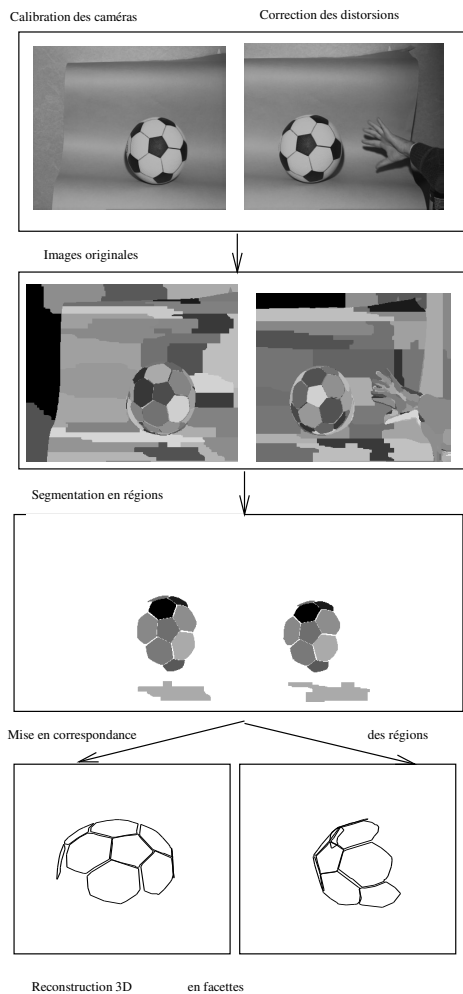 Calibration des caméras
Correction des distorsions
Images originales
Segmentation en régions
Mise en correspondance
des régions
Reconstruction 3D
en facettes